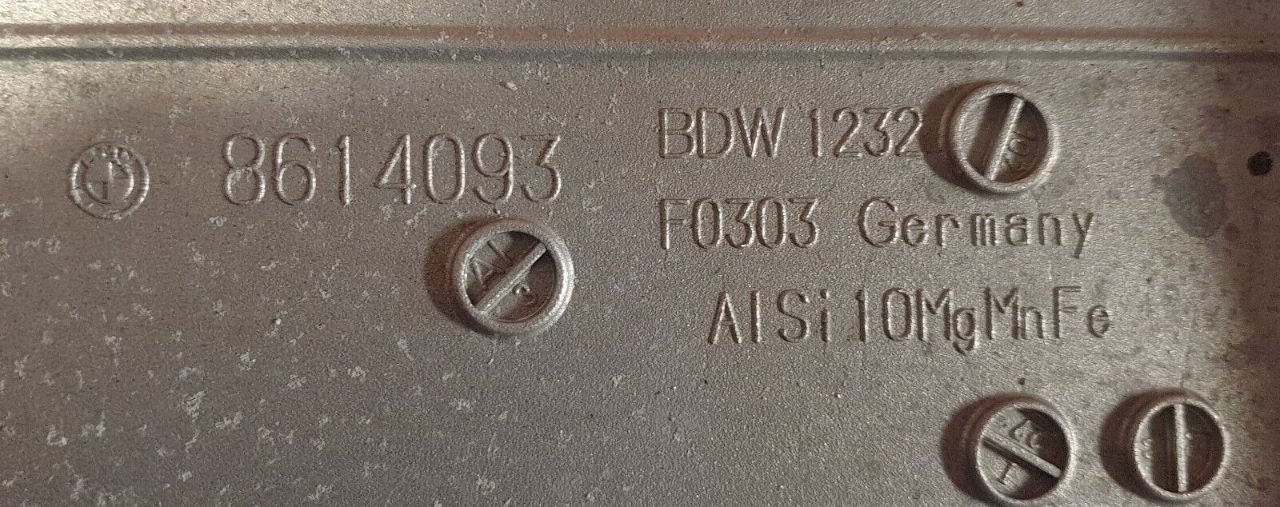 8614093
BDW 1232
F0303 Germany
AlSi10MgMnFe